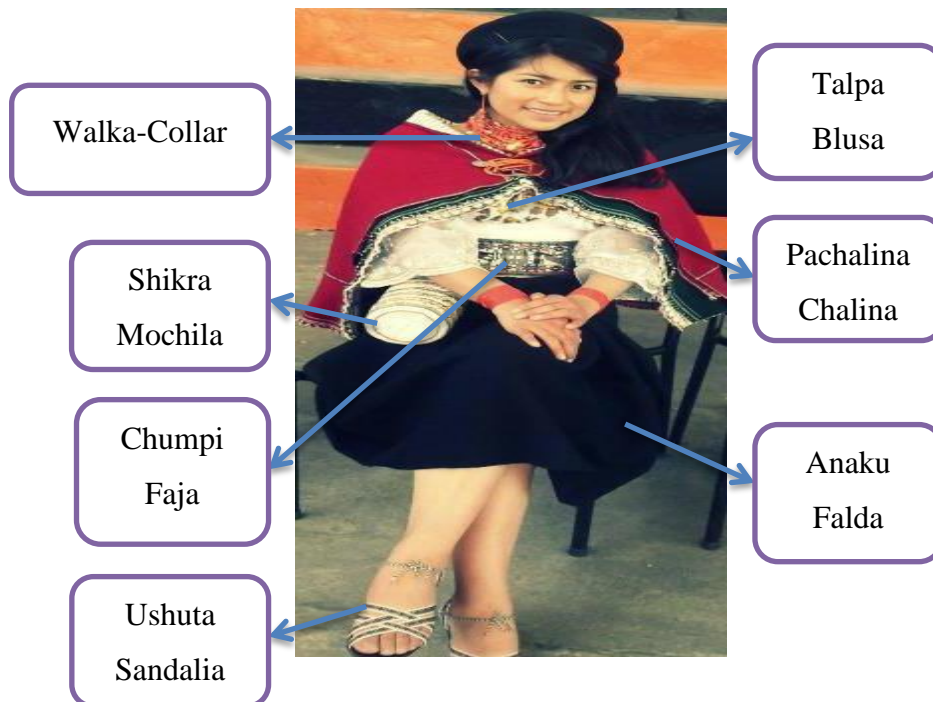 Walka-Collar
Talpa
Blusa
Shikra
Mochila
Pachalina
Chalina
Chumpi
Faja
Anaku
Falda
Ushuta
Sandalia